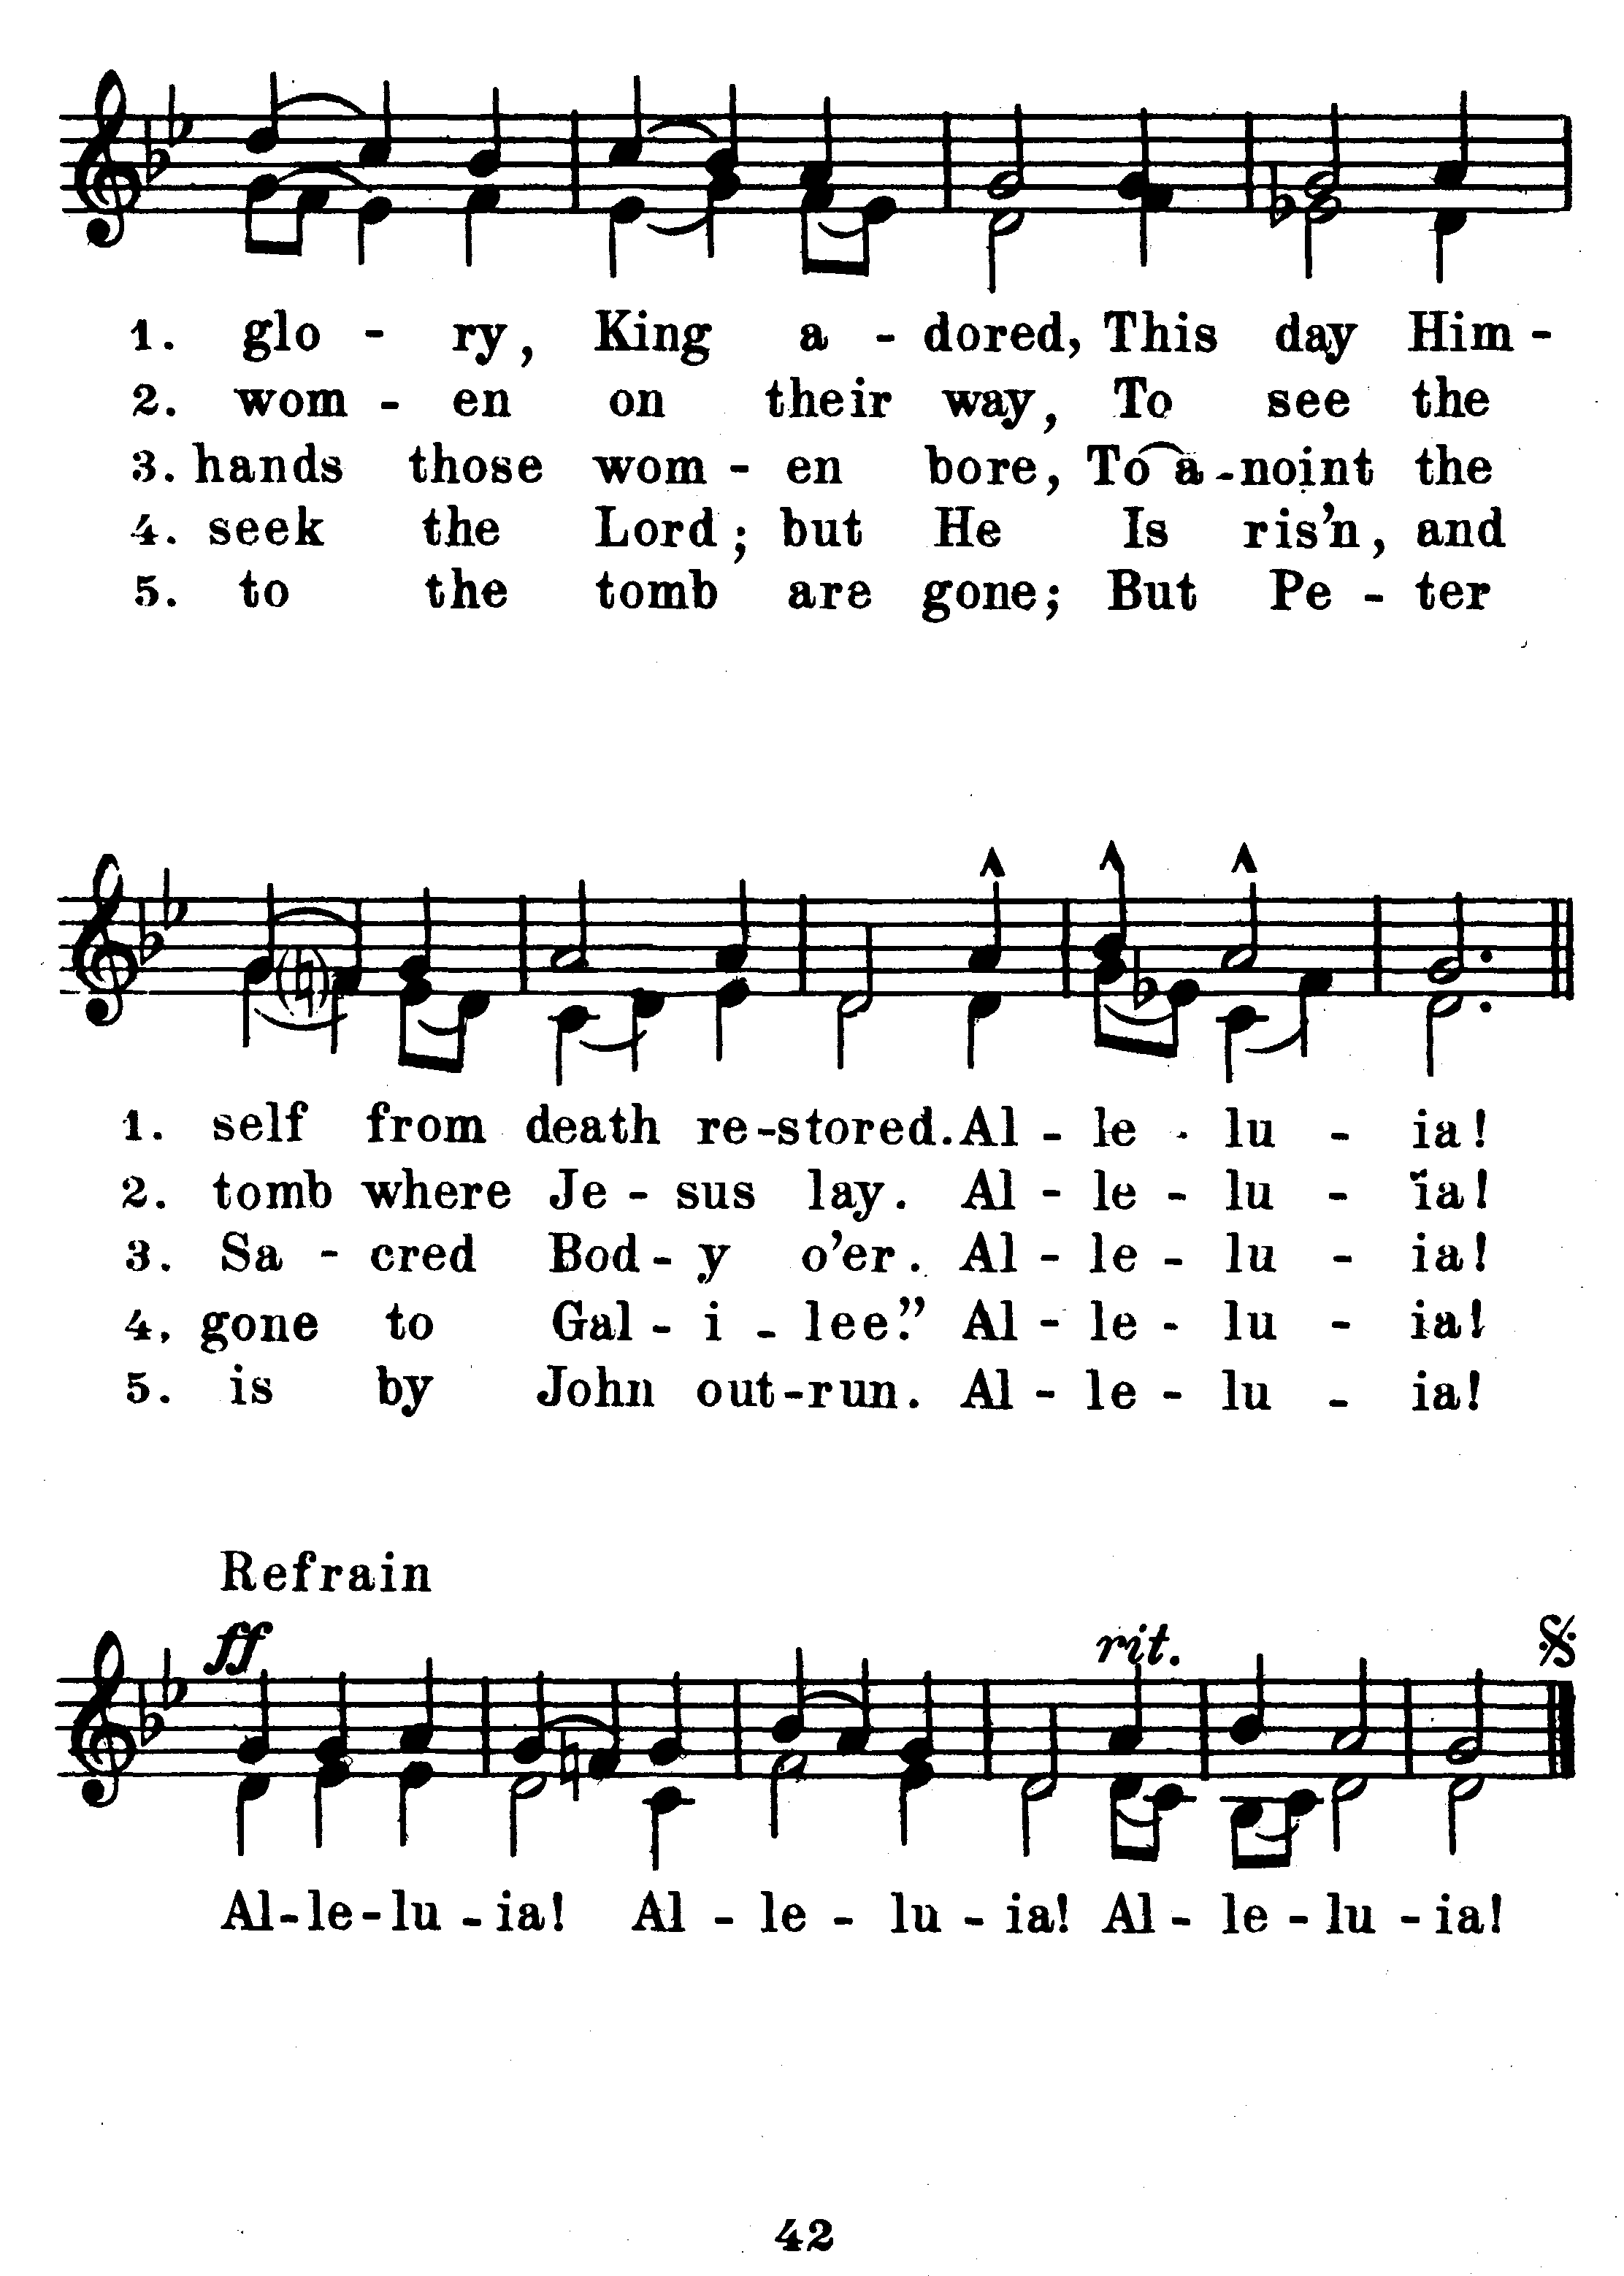 1. glo - ry, King a - dored, This day Him -
2. wom - en on their way, To see the
3. hands those wom - en bore, To a - noint the
4. seek the Lord; but He Is ris'n, and
5. to the tomb are gone; But Pe - ter
1. self from death re - stored. Al - le - lu - ia!
2. tomb where Je - sus lay. Al - le - lu - ia!
3. Sa - cred Bod - y o'er. Al - le - lu - ia!
4. gone to Gal - i - lee." Al - le - lu - ia!
5. is by John out - run. Al - le - lu - ia!
Refrain
ff rit.
Al - le - lu - ia! Al - le - lu - ia! Al - le - lu - ia!
42